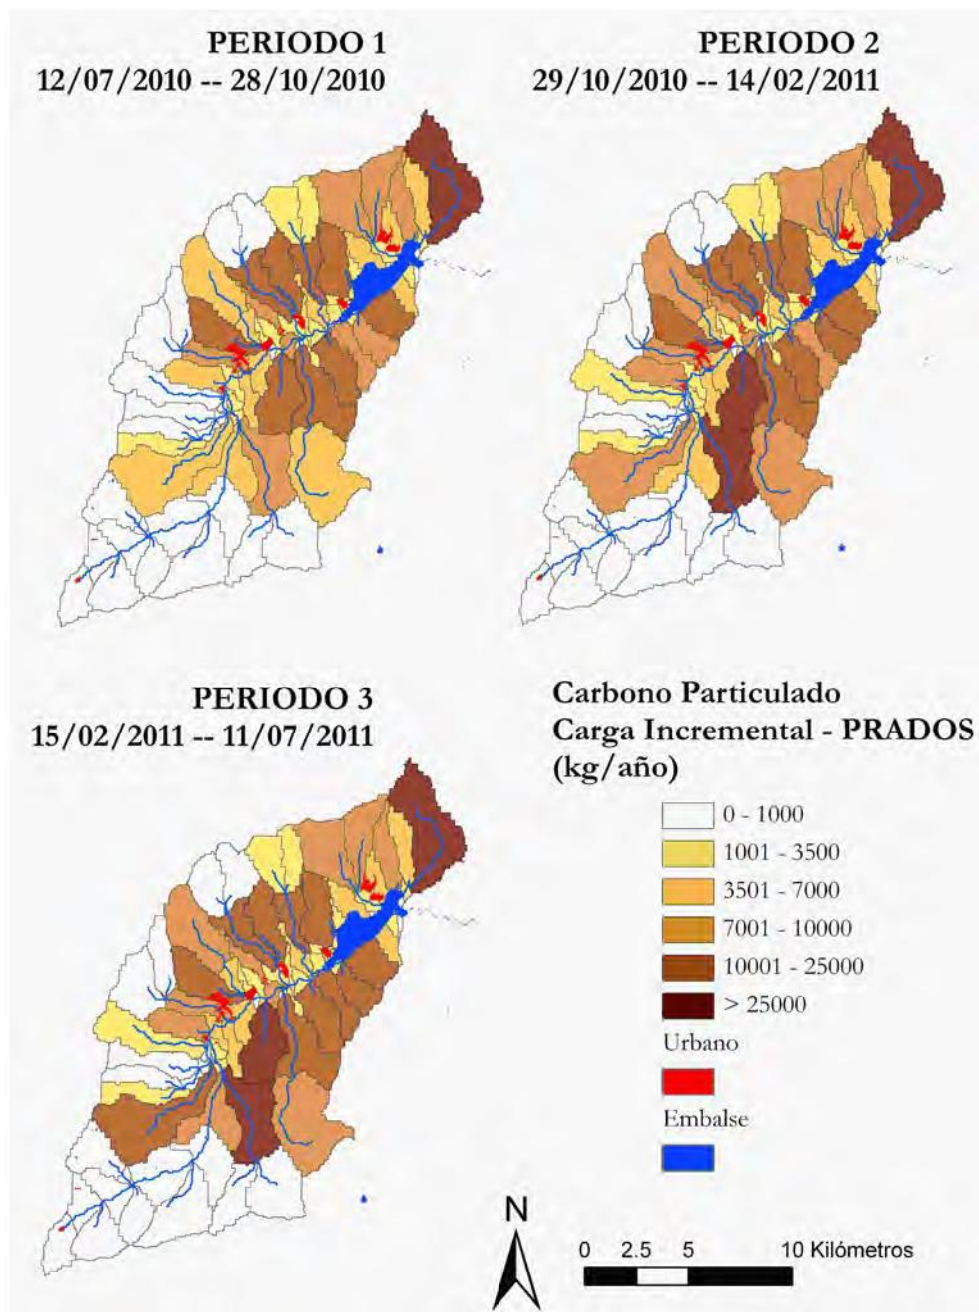 PERIODO 1
12/07/2010 -- 28/10/2010
PERIODO 2
29/10/2010 -- 14/02/2011
PERIODO 3
15/02/2011 -- 11/07/2011
Carbono Particulado
Carga Incremental - PRADOS
(kg/año)
0 - 1000
1001 - 3500
3501 - 7000
7001 - 10000
10001 - 25000
> 25000
Urbano
Embalse
N
0 2.5 5 10 Kilómetros